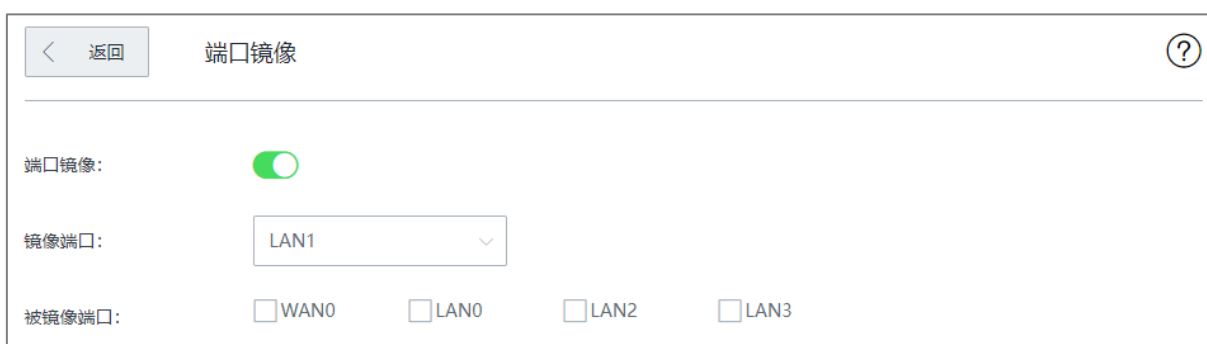 返回 端口镜像 ?
端口镜像：
镜像端口： LAN1
被镜像端口： WAN0 LAN0 LAN2 LAN3